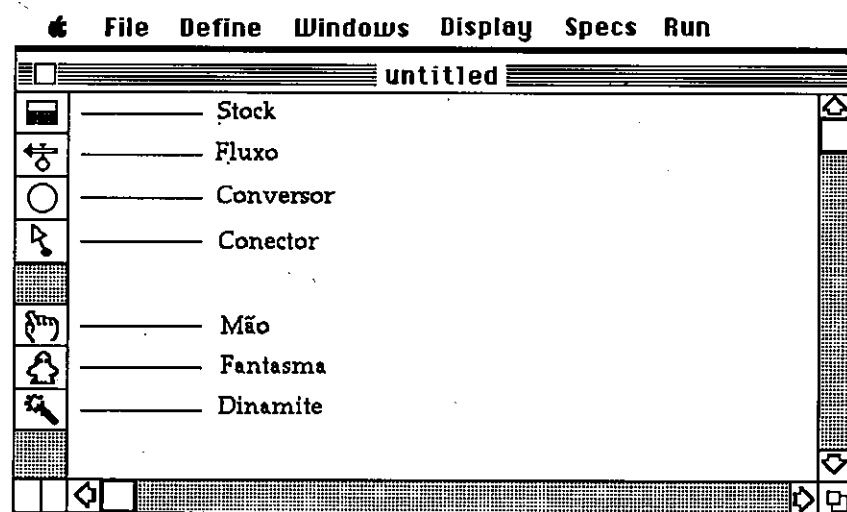 File Define Windows Display Specs Run
untitled
Stock
Fluxo
Conversor
Conector
Mão
Fantasma
Dinamite